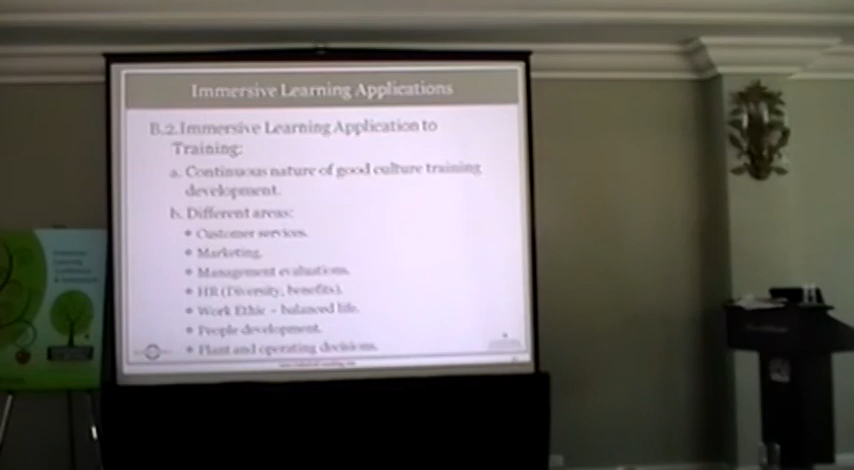 Immersive Learning Applications
B.2. Immersive Learning Application to
Training:
a. Continuous nature of good culture training
development.
b. Different areas:
Customer services.
Marketing.
Management evaluations.
HR (Diversity, benefits).
Work Ethic – balanced life.
People development.
Plant and operating decisions.